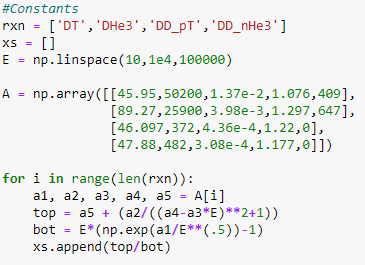 #Constants
rxn = ['DT','DHe3','DD_pT','DD_nHe3']
xs = []
E = np.linspace(10,1e4,100000)
A = np.array([[45.95,50200,1.37e-2,1.076,409],
[89.27,25900,3.98e-3,1.297,647],
[46.097,372,4.36e-4,1.22,0],
[47.88,482,3.08e-4,1.177,0]])
for i in range(len(rxn)):
a1, a2, a3, a4, a5 = A[i]
top = a5 + (a2/((a4-a3*E)**2+1))
bot = E*(np.exp(a1/E**(.5))-1)
xs.append(top/bot)